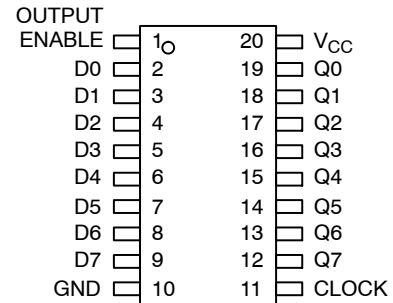 OUTPUT
ENABLE 1 20 VCC
D0 2 19 Q0
D1 3 18 Q1
D2 4 17 Q2
D3 5 16 Q3
D4 6 15 Q4
D5 7 14 Q5
D6 8 13 Q6
D7 9 12 Q7
GND 10 11 CLOCK